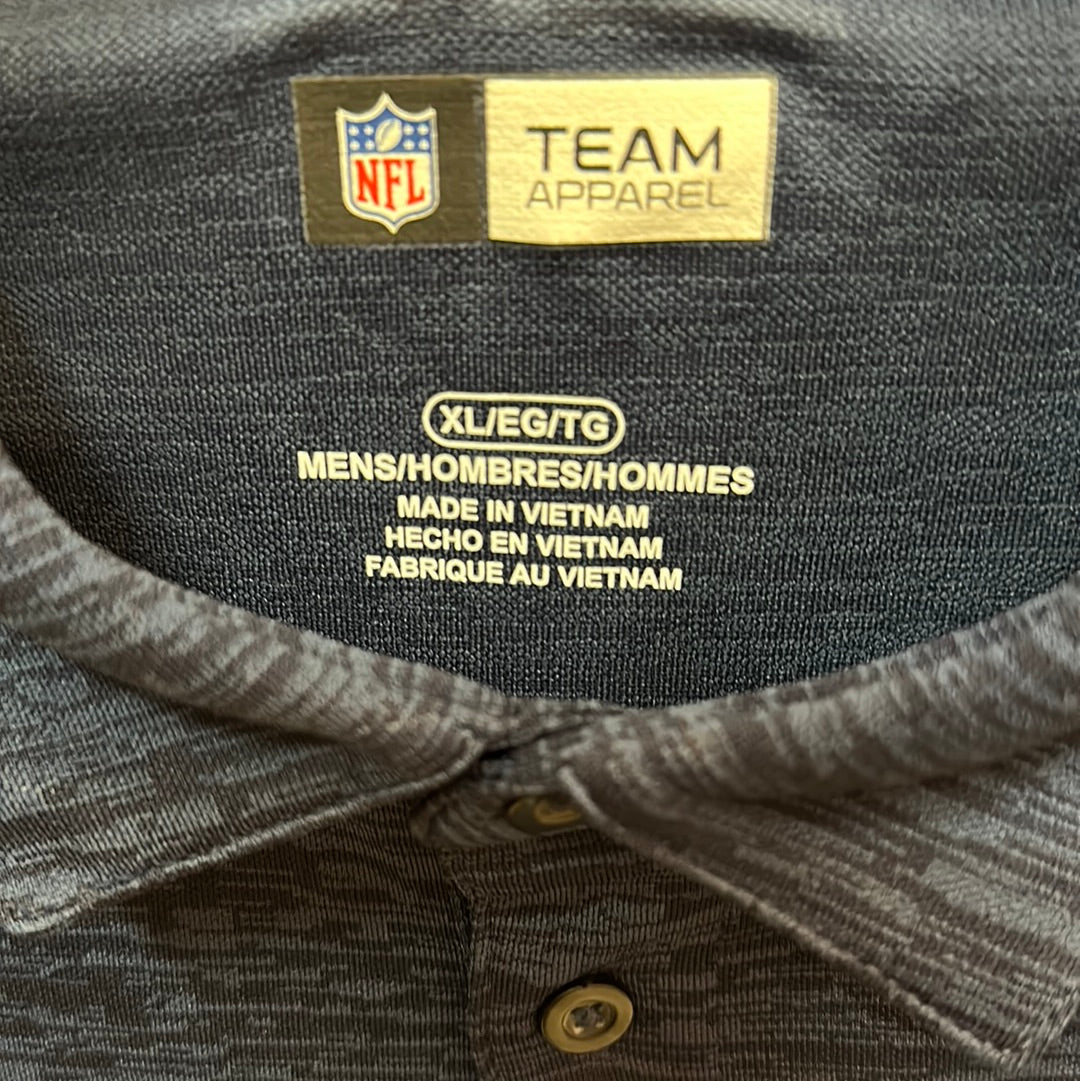 NFL
TEAM
APPAREL
XL/EG/TG
MENS/HOMBRES/HOMMES
MADE IN VIETNAM
HECHO EN VIETNAM
FABRIQUE AU VIETNAM